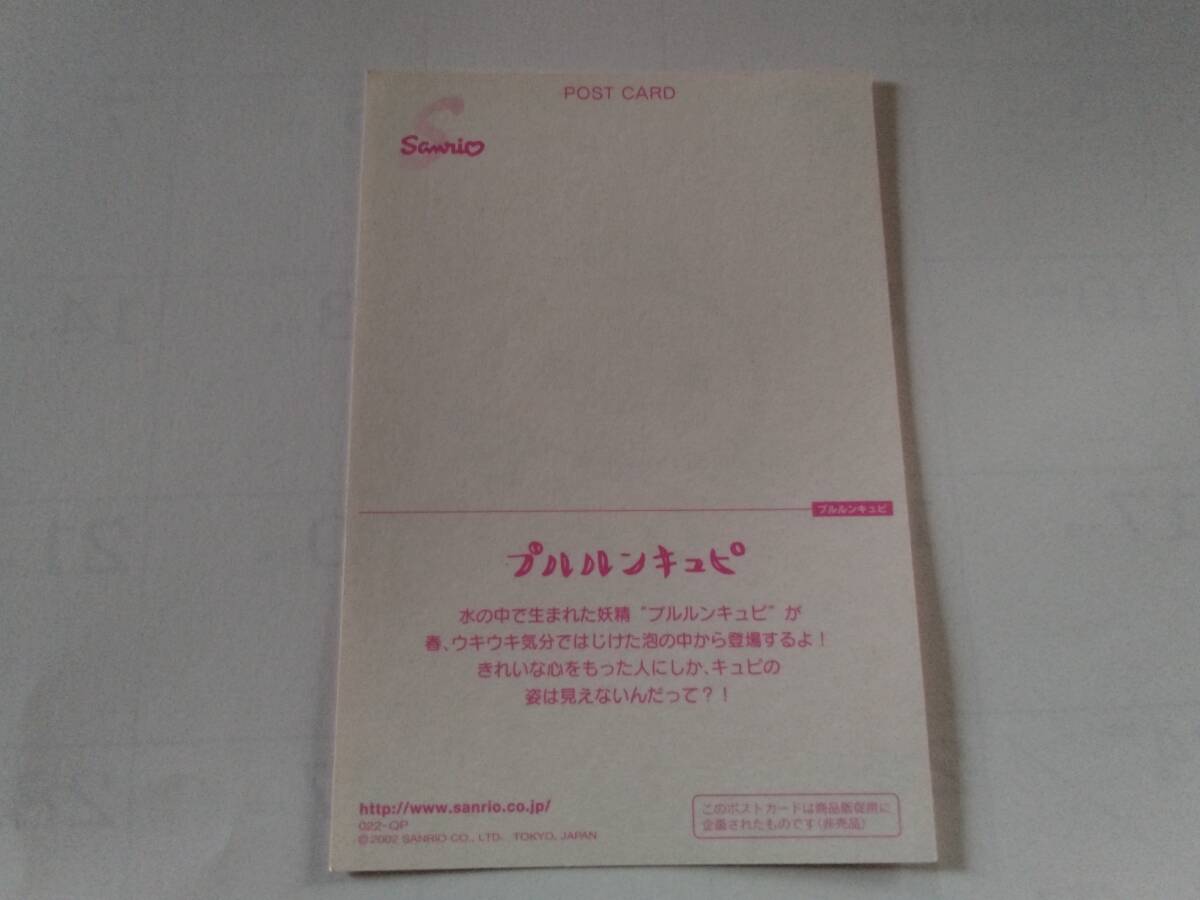 POST CARD
Sanrio
プルルンキュピ
プルルンキュピ
水の中で生まれた妖精 “プルルンキュピ” が
春、ウキウキ気分ではじけた泡の中から登場するよ!
きれいな心をもった人にしか、キュピの
姿は見えないんだって?!
http://www.sanrio.co.jp/
022-QP
©2002 SANRIO CO., LTD. TOKYO, JAPAN
このポストカードは商品販促用に
企画されたものです(非売品)
14
21